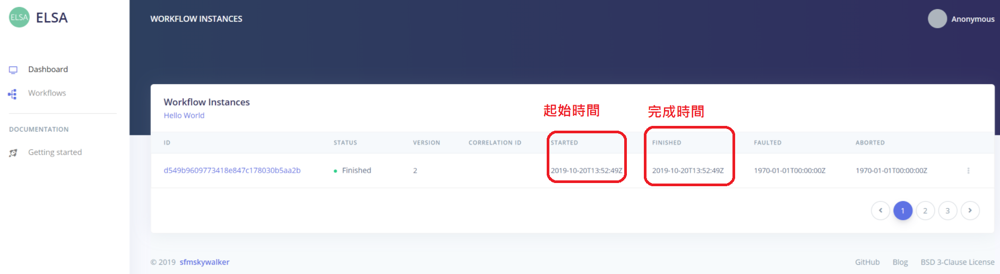 ELSA ELSA
WORKFLOW INSTANCES
Anonymous
Dashboard
Workflows
DOCUMENTATION
Getting started
Workflow Instances
Hello World
起始時間 完成時間
ID STATUS VERSION CORRELATION ID STARTED FINISHED FAULTED ABORTED
d549b9609773418e847c178030b5aa2b Finished 2 2019-10-20T13:52:49Z 2019-10-20T13:52:49Z 1970-01-01T00:00:00Z 1970-01-01T00:00:00Z
1 2 3
© 2019 sfmskywalker
GitHub Blog BSD 3-Clause License